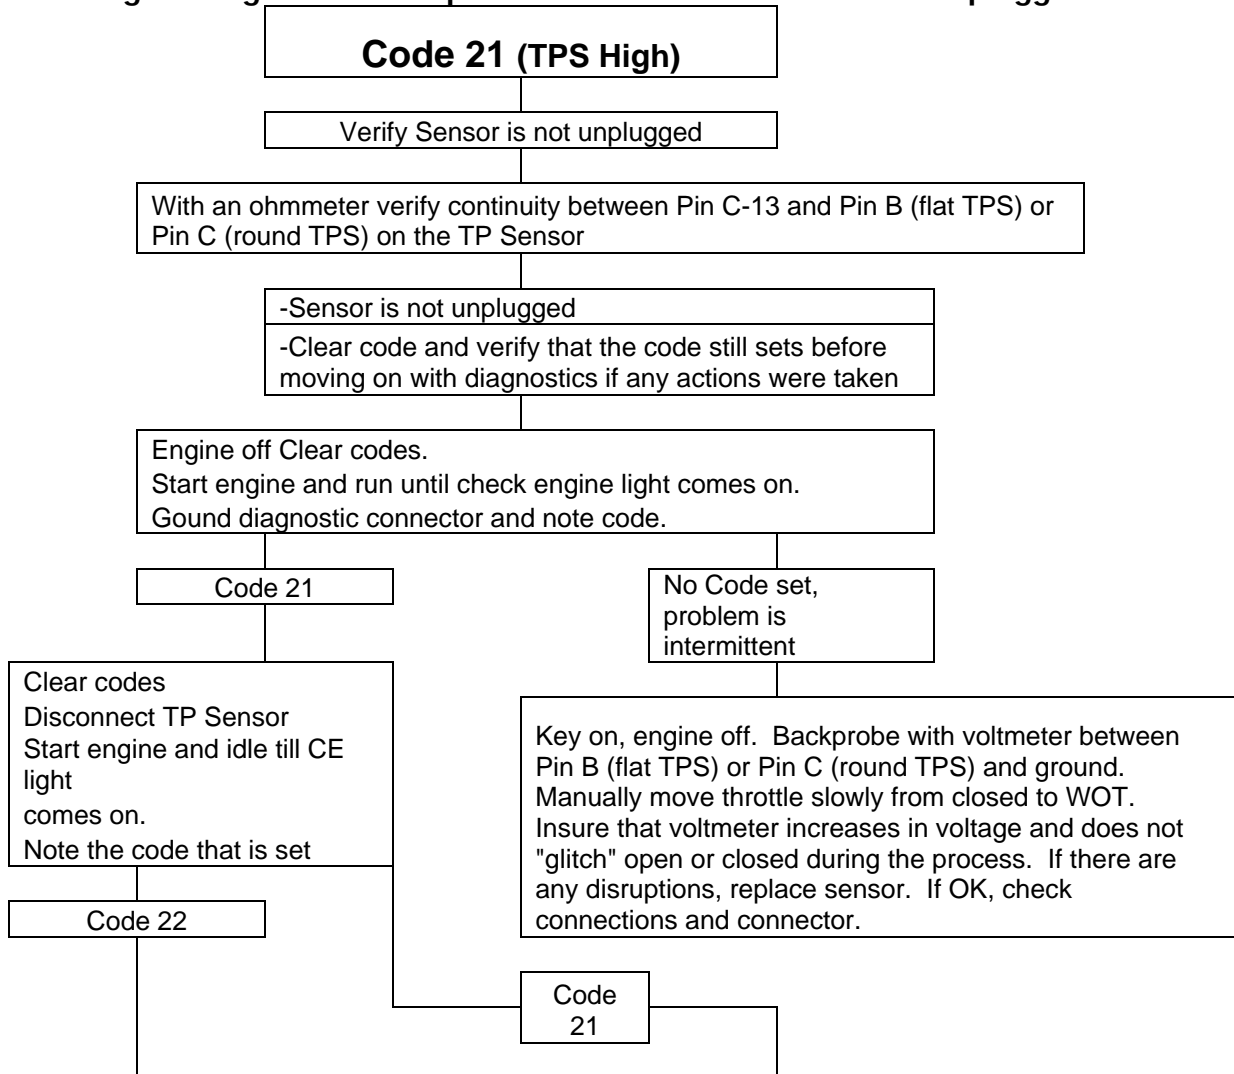 Code 21 (TPS High)
Verify Sensor is not unplugged
With an ohmmeter verify continuity between Pin C-13 and Pin B (flat TPS) or
Pin C (round TPS) on the TP Sensor
-Sensor is not unplugged
-Clear code and verify that the code still sets before
moving on with diagnostics if any actions were taken
Engine off Clear codes.
Start engine and run until check engine light comes on.
Gound diagnostic connector and note code.
Code 21
No Code set,
problem is
intermittent
Clear codes
Disconnect TP Sensor
Start engine and idle till CE
light
comes on.
Note the code that is set
Key on, engine off.  Backprobe with voltmeter between
Pin B (flat TPS) or Pin C (round TPS) and ground.
Manually move throttle slowly from closed to WOT.
Insure that voltmeter increases in voltage and does not
"glitch" open or closed during the process.  If there are
any disruptions, replace sensor.  If OK, check
connections and connector.
Code 22
Code
21